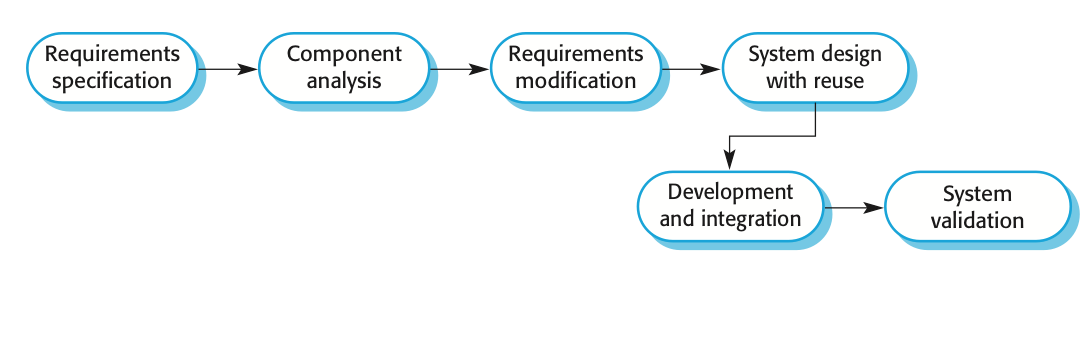 Requirements
specification
Component
analysis
Requirements
modification
System design
with reuse
Development
and integration
System
validation